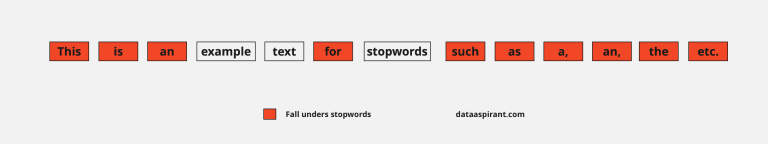 This is an example text for stopwords such as a, an, the etc.
Fall unders stopwords dataaspirant.com